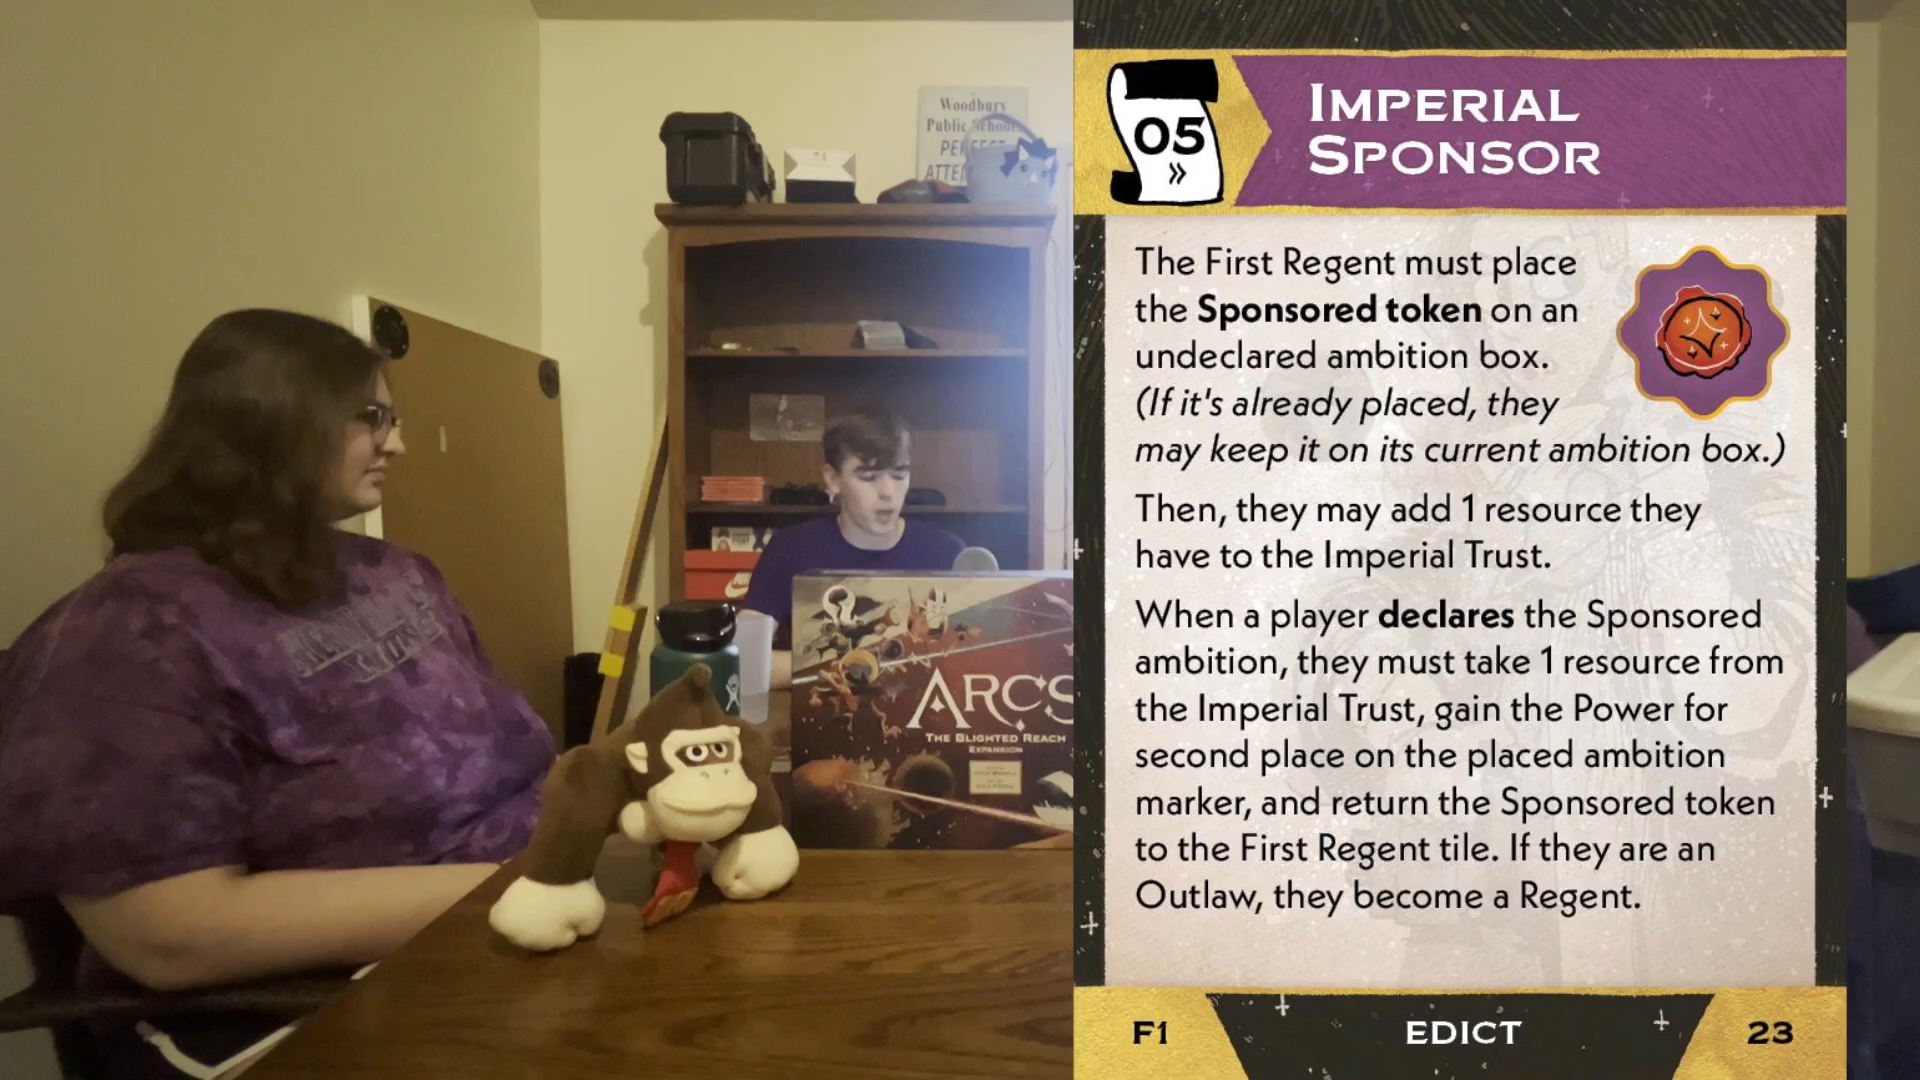 Woodbury
Public School
PERFECT
ARCS
THE BLIGHTED REACH
EXPANSION
05
IMPERIAL
SPONSOR
The First Regent must place
the Sponsored token on an
undeclared ambition box.
(If it's already placed, they
may keep it on its current ambition box.)
Then, they may add 1 resource they
have to the Imperial Trust.
When a player declares the Sponsored
ambition, they must take 1 resource from
the Imperial Trust, gain the Power for
second place on the placed ambition
marker, and return the Sponsored token
to the First Regent tile. If they are an
Outlaw, they become a Regent.
F1
EDICT
23